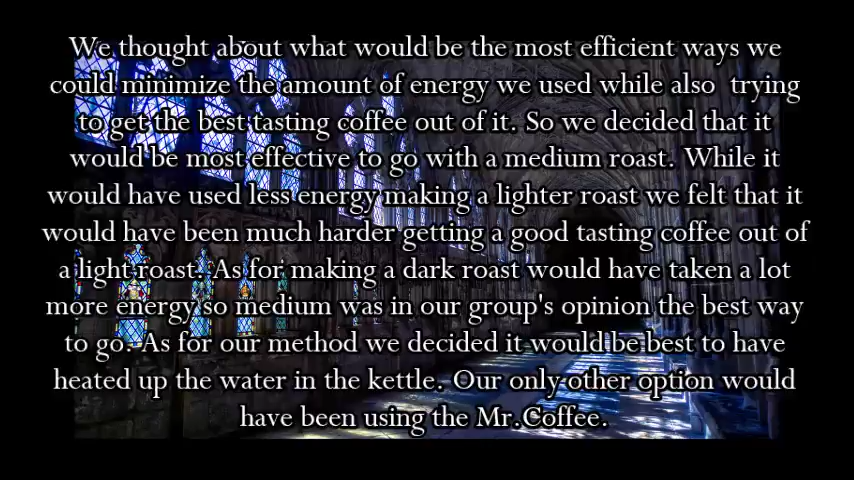 We thought about what would be the most efficient ways we
could minimize the amount of energy we used while also  trying
to get the best tasting coffee out of it. So we decided that it
would be most effective to go with a medium roast. While it
would have used less energy making a lighter roast we felt that it
would have been much harder getting a good tasting coffee out of
a light roast. As for making a dark roast would have taken a lot
more energy so medium was in our group's opinion the best way
to go. As for our method we decided it would be best to have
heated up the water in the kettle. Our only other option would
have been using the Mr.Coffee.